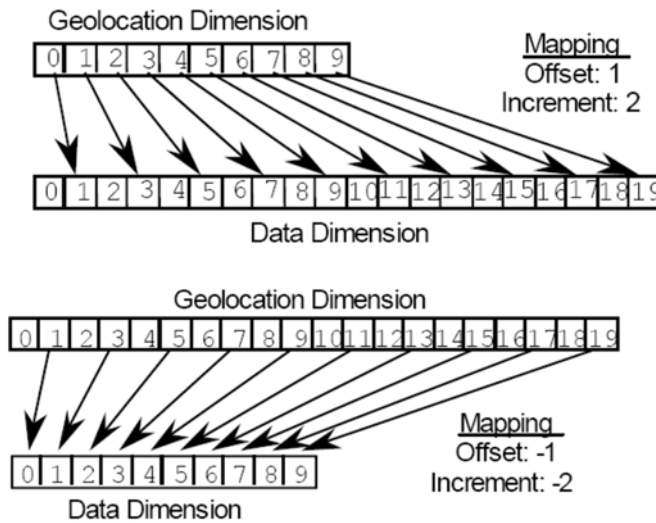 Geolocation Dimension
0 1 2 3 4 5 6 7 8 9
Mapping
Offset: 1
Increment: 2
0 1 2 3 4 5 6 7 8 9 10 11 12 13 14 15 16 17 18 19
Data Dimension
Geolocation Dimension
0 1 2 3 4 5 6 7 8 9 10 11 12 13 14 15 16 17 18 19
Mapping
Offset: -1
Increment: -2
0 1 2 3 4 5 6 7 8 9
Data Dimension